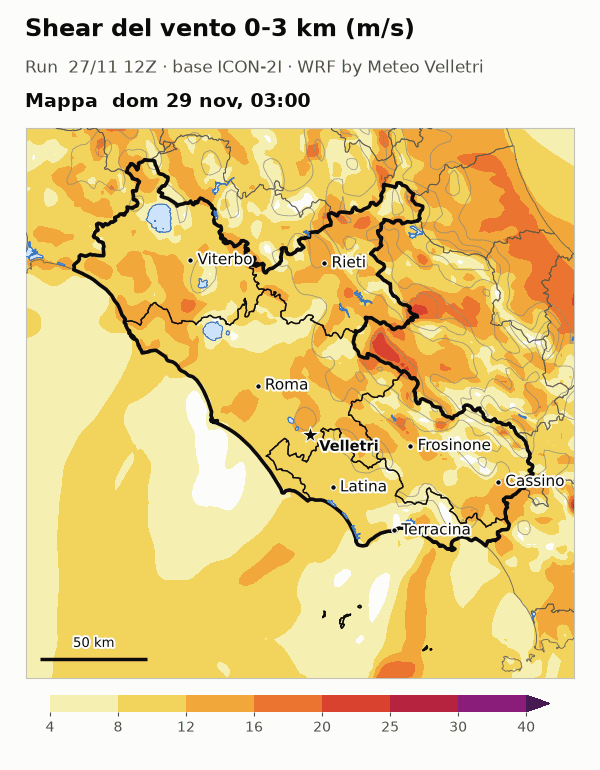 Shear del vento 0-3 km (m/s)
Run  27/11 12Z · base ICON-2I · WRF by Meteo Velletri
Mappa  dom 29 nov, 03:00
Viterbo
Rieti
Roma
Velletri
Frosinone
Cassino
Latina
Terracina
50 km
4 8 12 16 20 25 30 40